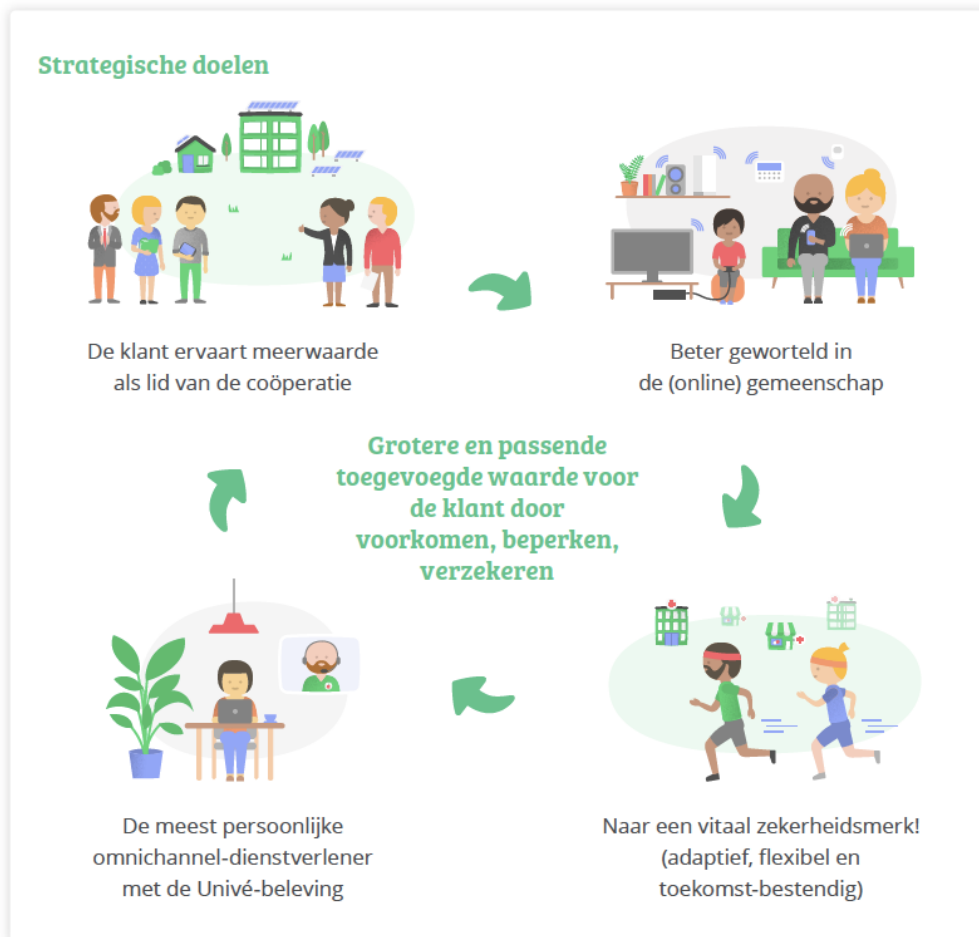 Strategische doelen
De klant ervaart meerwaarde
als lid van de coöperatie
Beter geworteld in
de (online) gemeenschap
Grotere en passende
toegevoegde waarde voor
de klant door
voorkomen, beperken,
verzekeren
De meest persoonlijke
omnichannel-dienstverlener
met de Univé-beleving
Naar een vitaal zekerheidsmerk!
(adaptief, flexibel en
toekomst-bestendig)